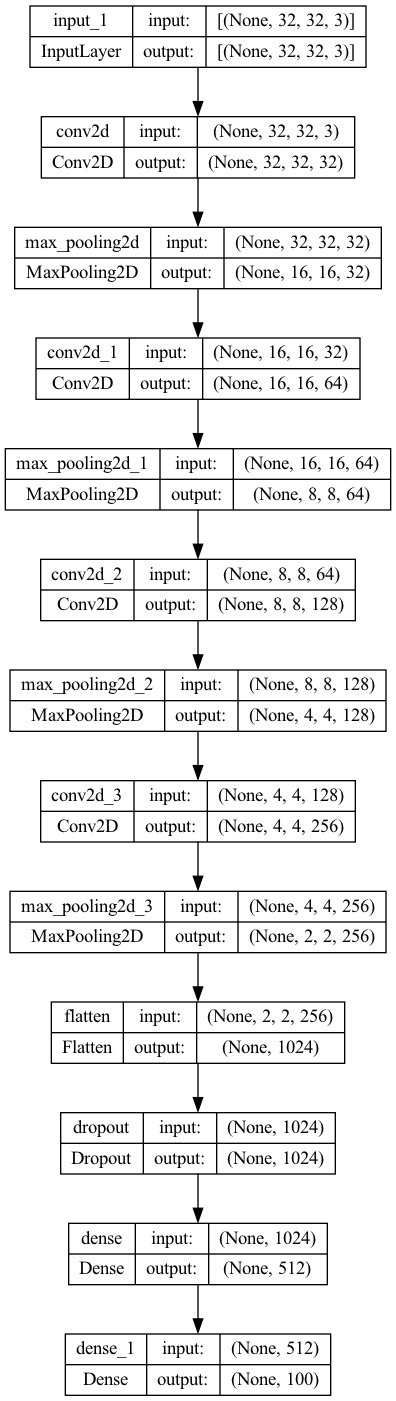 input_1 input: [(None, 32, 32, 3)]
InputLayer output: [(None, 32, 32, 3)]
conv2d input: (None, 32, 32, 3)
Conv2D output: (None, 32, 32, 32)
max_pooling2d input: (None, 32, 32, 32)
MaxPooling2D output: (None, 16, 16, 32)
conv2d_1 input: (None, 16, 16, 32)
Conv2D output: (None, 16, 16, 64)
max_pooling2d_1 input: (None, 16, 16, 64)
MaxPooling2D output: (None, 8, 8, 64)
conv2d_2 input: (None, 8, 8, 64)
Conv2D output: (None, 8, 8, 128)
max_pooling2d_2 input: (None, 8, 8, 128)
MaxPooling2D output: (None, 4, 4, 128)
conv2d_3 input: (None, 4, 4, 128)
Conv2D output: (None, 4, 4, 256)
max_pooling2d_3 input: (None, 4, 4, 256)
MaxPooling2D output: (None, 2, 2, 256)
flatten input: (None, 2, 2, 256)
Flatten output: (None, 1024)
dropout input: (None, 1024)
Dropout output: (None, 1024)
dense input: (None, 1024)
Dense output: (None, 512)
dense_1 input: (None, 512)
Dense output: (None, 100)